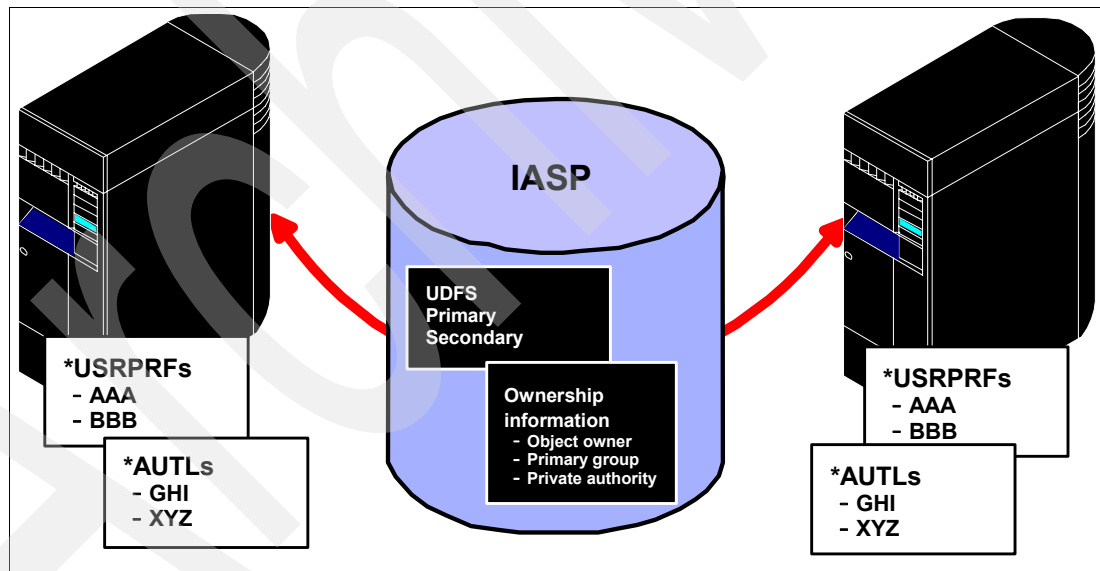 IASP
UDFS
Primary
Secondary
Ownership
information
- Object owner
- Primary group
- Private authority
*USRPRFs
- AAA
- BBB
*AUTLs
- GHI
- XYZ
*USRPRFs
- AAA
- BBB
*AUTLs
- GHI
- XYZ